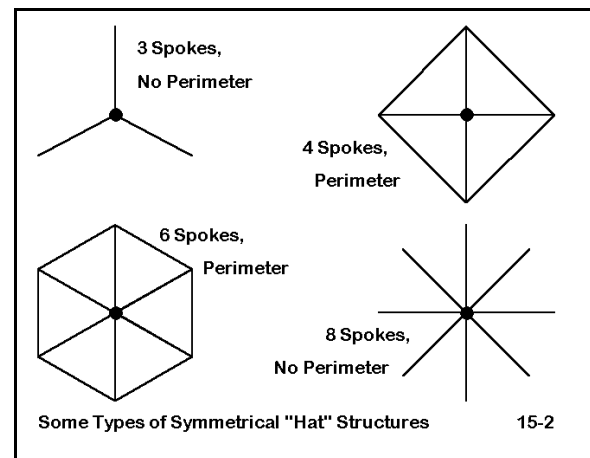 3 Spokes,
No Perimeter
4 Spokes,
Perimeter
6 Spokes,
Perimeter
8 Spokes,
No Perimeter
Some Types of Symmetrical "Hat" Structures 15-2